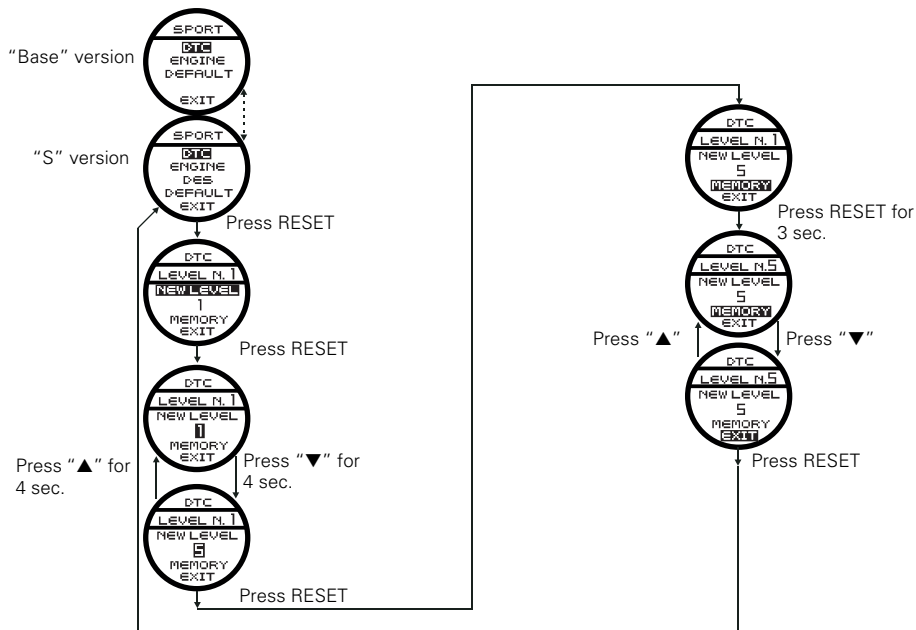 "Base" version
SPORT
DTC
ENGINE
DEFAULT
EXIT
"S" version
SPORT
DTC
ENGINE
DES
DEFAULT
EXIT
Press RESET
DTC
LEVEL N. 1
NEW LEVEL
1
MEMORY
EXIT
Press RESET
DTC
LEVEL N. 1
NEW LEVEL
1
MEMORY
EXIT
Press "▲" for
4 sec.
Press "▼" for
4 sec.
DTC
LEVEL N. 1
NEW LEVEL
5
MEMORY
EXIT
Press RESET
DTC
LEVEL N. 1
NEW LEVEL
5
MEMORY
EXIT
Press RESET for
3 sec.
DTC
LEVEL N.5
NEW LEVEL
5
MEMORY
EXIT
Press "▲"
Press "▼"
DTC
LEVEL N.5
NEW LEVEL
5
MEMORY
EXIT
Press RESET